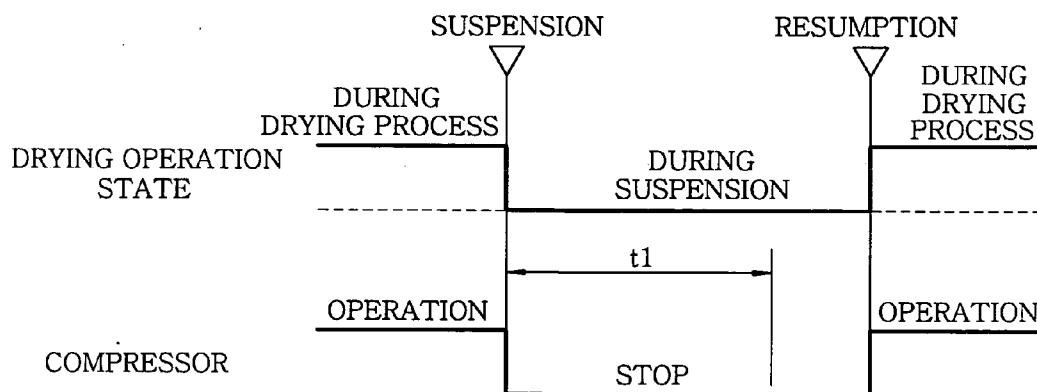 SUSPENSION
RESUMPTION
DURING
DRYING PROCESS
DURING
DRYING
PROCESS
DRYING OPERATION
STATE
DURING
SUSPENSION
t1
OPERATION
OPERATION
COMPRESSOR
STOP